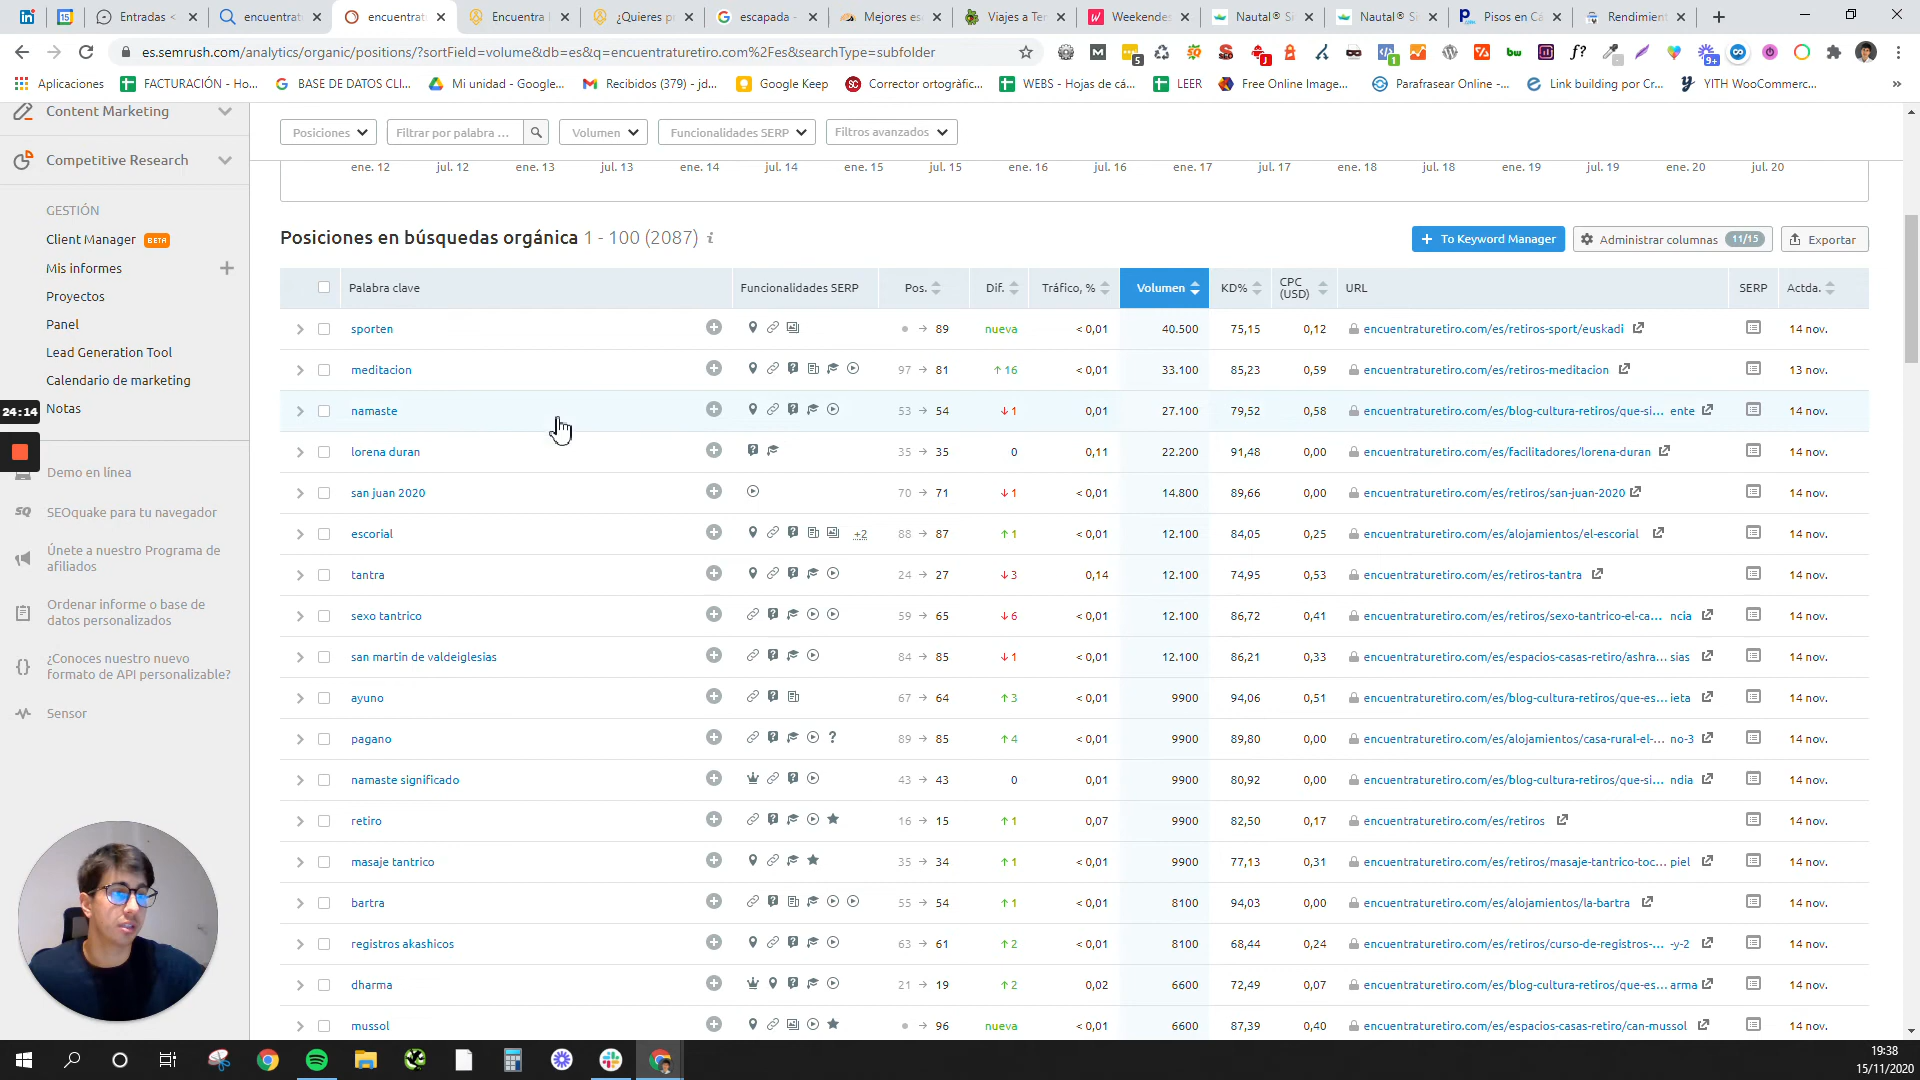 Entradas
encuentrat
encuentrat
Encuentra
¿Quieres p
escapada -
Mejores es
Viajes a Te
Weekende
Nautal® S
Nautal® S
Pisos en Cá
Rendimien
es.semrush.com/analytics/organic/positions/?sortField=volume&db=es&q=encuentraturetiro.com%2Fes&searchType=subfolder
Aplicaciones
FACTURACIÓN - Ho...
BASE DE DATOS CLI...
Mi unidad - Google...
Recibidos (379) - jd...
Google Keep
Corrector ortogràfic...
WEBS - Hojas de cá...
LEER
Free Online Image...
Parafrasear Online -...
Link building por Cr...
YITH WooCommerc...
Content Marketing
Competitive Research
GESTIÓN
Client Manager BETA
Mis informes
Proyectos
Panel
Lead Generation Tool
Calendario de marketing
Notas
24:14
Demo en línea
SEOquake para tu navegador
Únete a nuestro Programa de
afiliados
Ordenar informe o base de
datos personalizados
¿Conoces nuestro nuevo
formato de API personalizable?
Sensor
Posiciones
Filtrar por palabra ...
Volumen
Funcionalidades SERP
Filtros avanzados
ene. 12 jul. 12 ene. 13 jul. 13 ene. 14 jul. 14 ene. 15 jul. 15 ene. 16 jul. 16 ene. 17 jul. 17 ene. 18 jul. 18 ene. 19 jul. 19 ene. 20 jul. 20
Posiciones en búsquedas orgánica 1 - 100 (2087) i
+ To Keyword Manager
Administrar columnas 11/15
Exportar
Palabra clave Funcionalidades SERP Pos. Dif. Tráfico, % Volumen KD% CPC (USD) URL SERP Actda.
sporten 89 nueva < 0,01 40.500 75,15 0,12 encuentraturetiro.com/es/retiros-sport/euskadi 14 nov.
meditacion 97 → 81 ↑ 16 < 0,01 33.100 85,23 0,59 encuentraturetiro.com/es/retiros-meditacion 13 nov.
namaste 53 → 54 ↓ 1 0,01 27.100 79,52 0,58 encuentraturetiro.com/es/blog-cultura-retiros/que-si... ente 14 nov.
lorena duran 35 → 35 0 0,11 22.200 91,48 0,00 encuentraturetiro.com/es/facilitadores/lorena-duran 14 nov.
san juan 2020 70 → 71 ↓ 1 < 0,01 14.800 89,66 0,00 encuentraturetiro.com/es/retiros/san-juan-2020 14 nov.
escorial +2 88 → 87 ↑ 1 < 0,01 12.100 84,05 0,25 encuentraturetiro.com/es/alojamientos/el-escorial 14 nov.
tantra 24 → 27 ↓ 3 0,14 12.100 74,95 0,53 encuentraturetiro.com/es/retiros-tantra 14 nov.
sexo tantrico 59 → 65 ↓ 6 < 0,01 12.100 86,72 0,41 encuentraturetiro.com/es/retiros/sexo-tantrico-el-ca... ncia 14 nov.
san martin de valdeiglesias 84 → 85 ↓ 1 < 0,01 12.100 86,21 0,33 encuentraturetiro.com/es/espacios-casas-retiro/ashra... sias 14 nov.
ayuno 67 → 64 ↑ 3 < 0,01 9900 94,06 0,51 encuentraturetiro.com/es/blog-cultura-retiros/que-es... ieta 14 nov.
pagano 89 → 85 ↑ 4 < 0,01 9900 89,80 0,00 encuentraturetiro.com/es/alojamientos/casa-rural-el-... no-3 14 nov.
namaste significado 43 → 43 0 0,01 9900 80,92 0,00 encuentraturetiro.com/es/blog-cultura-retiros/que-si... ndia 14 nov.
retiro 16 → 15 ↑ 1 0,07 9900 82,50 0,17 encuentraturetiro.com/es/retiros 14 nov.
masaje tantrico 35 → 34 ↑ 1 < 0,01 9900 77,13 0,31 encuentraturetiro.com/es/retiros/masaje-tantrico-toc... piel 14 nov.
bartra 55 → 54 ↑ 1 < 0,01 8100 94,03 0,00 encuentraturetiro.com/es/alojamientos/la-bartra 14 nov.
registros akashicos 63 → 61 ↑ 2 < 0,01 8100 68,44 0,24 encuentraturetiro.com/es/retiros/curso-de-registros-... -y-2 14 nov.
dharma 21 → 19 ↑ 2 0,02 6600 72,49 0,07 encuentraturetiro.com/es/blog-cultura-retiros/que-es... arma 14 nov.
mussol 96 nueva < 0,01 6600 87,39 0,40 encuentraturetiro.com/es/espacios-casas-retiro/can-mussol 14 nov.
19:38
15/11/2020